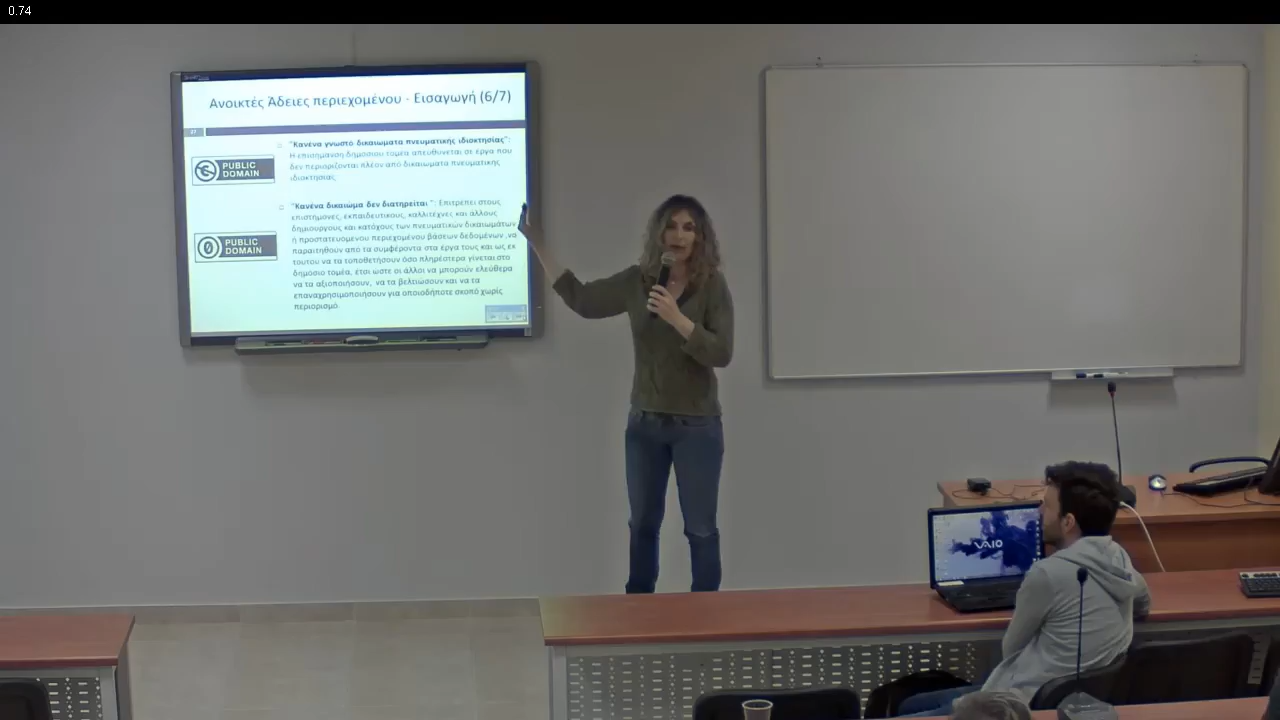 0.74
Ανοικτές Άδειες περιεχομένου - Εισαγωγή (6/7)
27
"Κανένα γνωστό δικαίωματα πνευματικής ιδιοκτησίας":
Η επισήμανση δημόσιου τομέα απευθύνεται σε έργα που
δεν περιορίζονται πλέον από δικαιώματα πνευματικής
ιδιοκτησίας
PUBLIC
DOMAIN
"Κανένα δικαίωμα δεν διατηρείται ": Επιτρέπει στους
επιστήμονες, εκπαιδευτικούς, καλλιτέχνες και άλλους
δημιουργούς και κατόχους των πνευματικών δικαιωμάτων
ή προστατευόμενου περιεχομένου βάσεων δεδομένων ,να
παραιτηθούν από τα συμφέροντα στα έργα τους και ως εκ
τούτου να τα τοποθετήσουν όσο πληρέστερα γίνεται στο
δημόσιο τομέα, έτσι ώστε οι άλλοι να μπορούν ελεύθερα
να τα αξιοποιήσουν, να τα βελτιώσουν και να τα
επαναχρησιμοποιήσουν για οποιοδήποτε σκοπό χωρίς
περιορισμό
PUBLIC
DOMAIN
VAIO